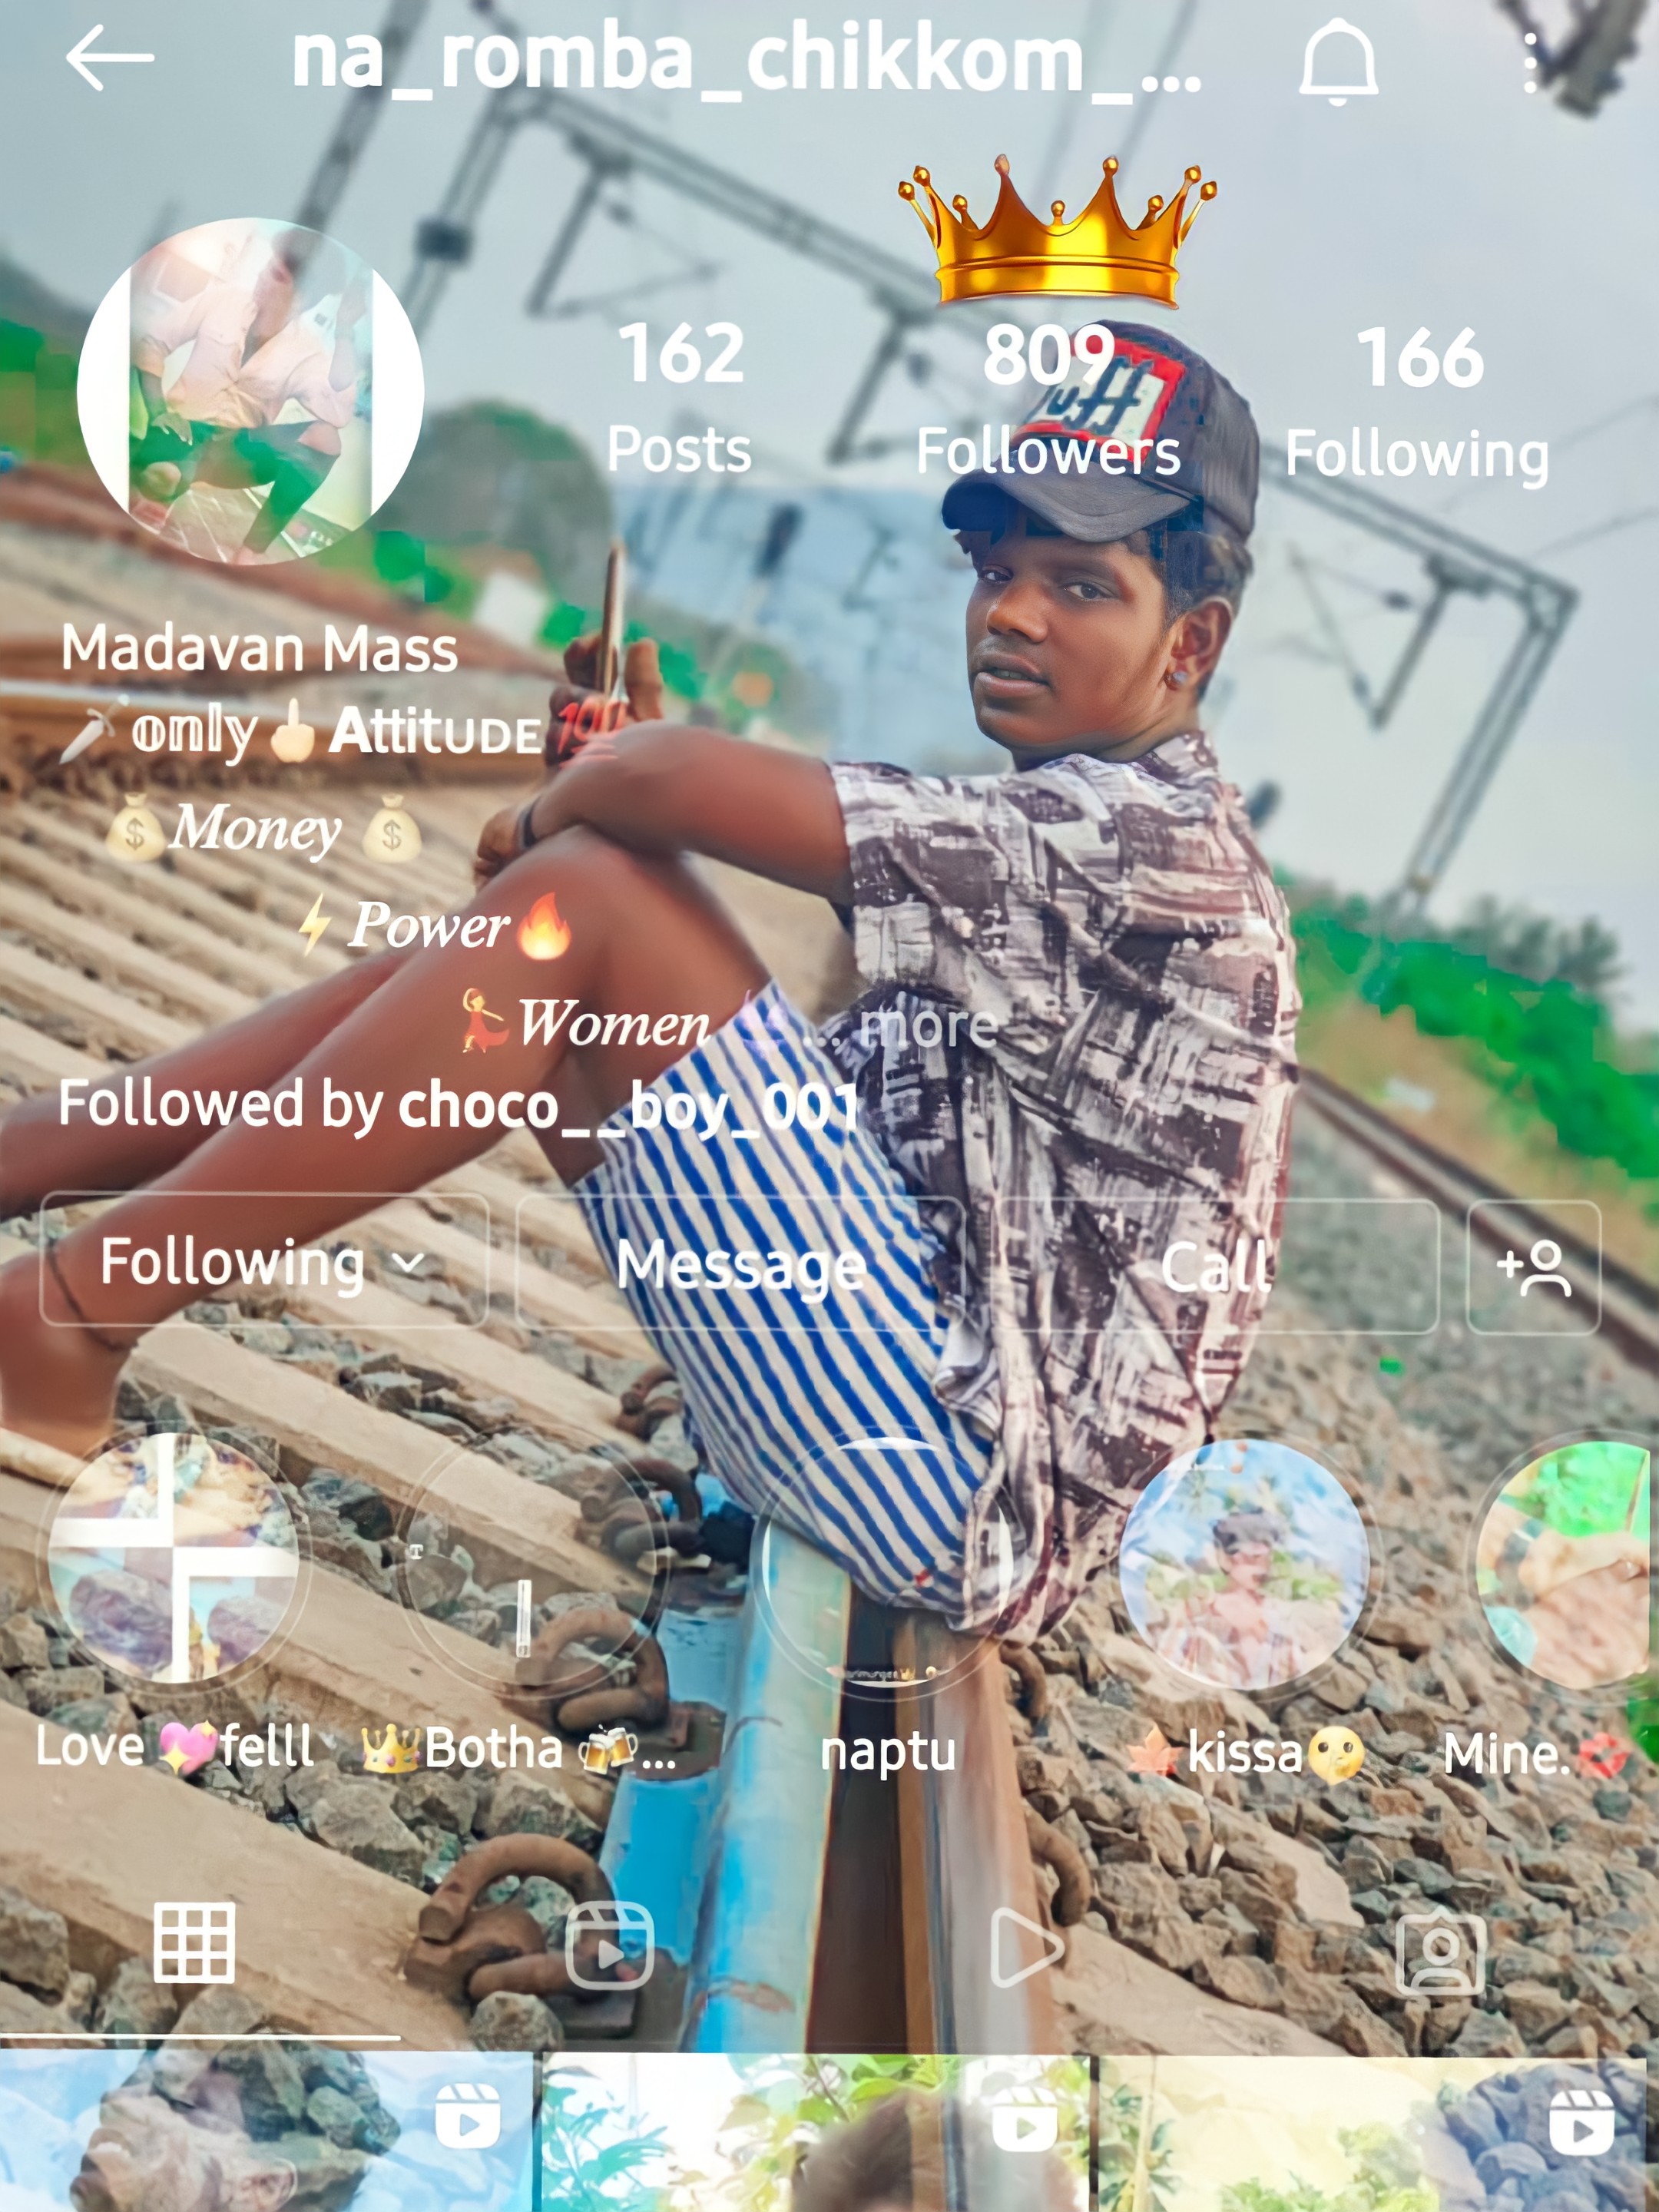 na_romba_chikkom_...
162 809 166
Posts Followers Following
Madavan Mass
🗡️𝕠𝕟𝕝𝕪🖕🏻𝗔𝘁𝘁𝗶𝘁ᴜᴅᴇ💯
💰𝑀𝑜𝑛𝑒𝑦 💰
⚡ 𝑃𝑜𝑤𝑒𝑟🔥
💃𝑊𝑜𝑚𝑒𝑛 ... more
Followed by choco__boy_001
Following Message Call
Love 💖felll 👑Botha 🍻... naptu 🍁kissa🫢 Mine.💋